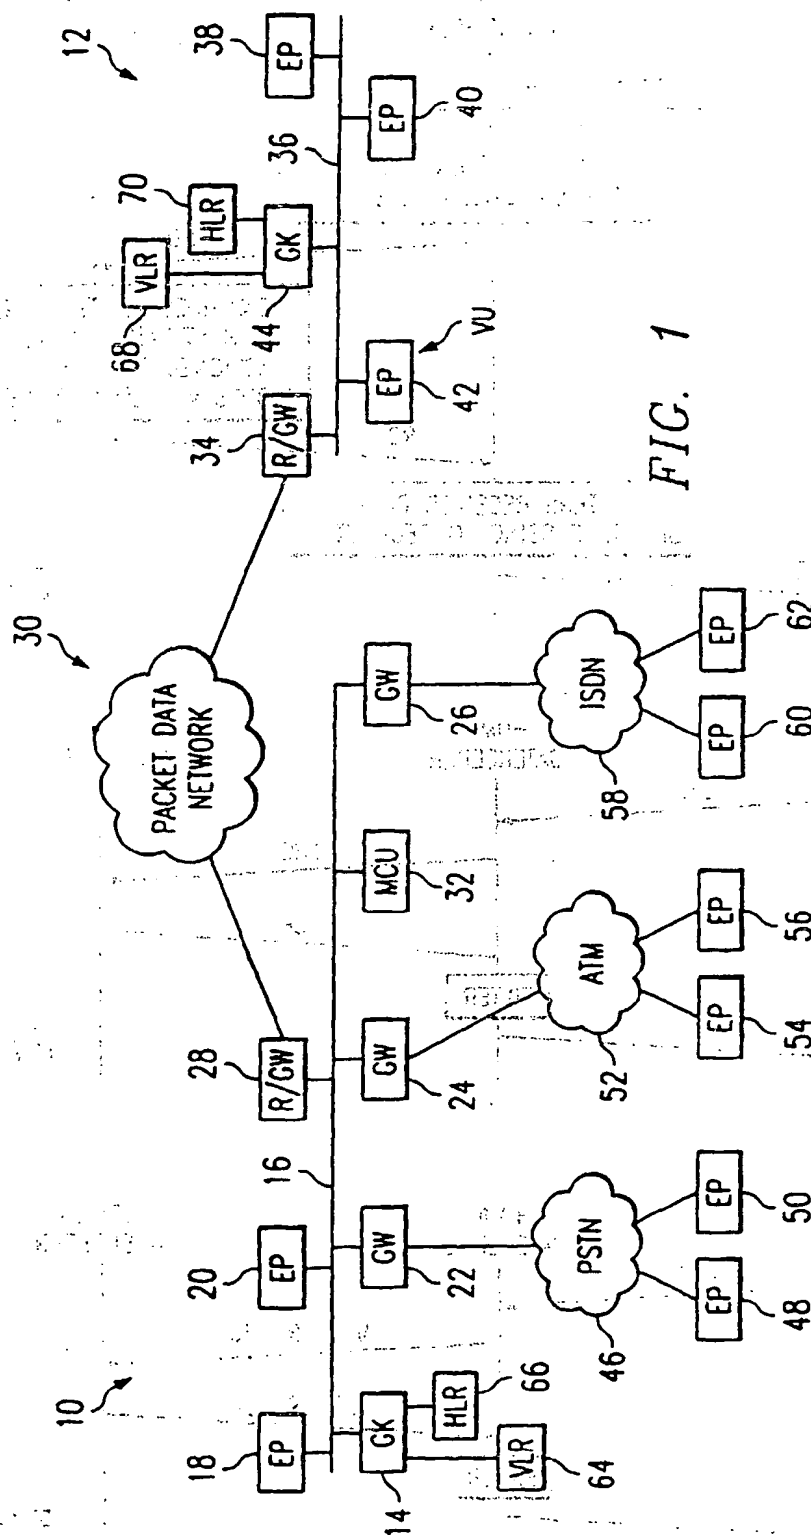 10
18
EP
20
EP
16
28
R/GW
14
GK
HLR
66
VLR
64
GW
22
PSTN
46
EP
48
EP
50
GW
24
ATM
52
EP
54
EP
56
MCU
32
GW
26
ISDN
58
EP
60
EP
62
30
PACKET DATA
NETWORK
12
34
R/GW
68
VLR
70
HLR
44
GK
36
EP
38
EP
40
EP
42
VU
FIG. 1